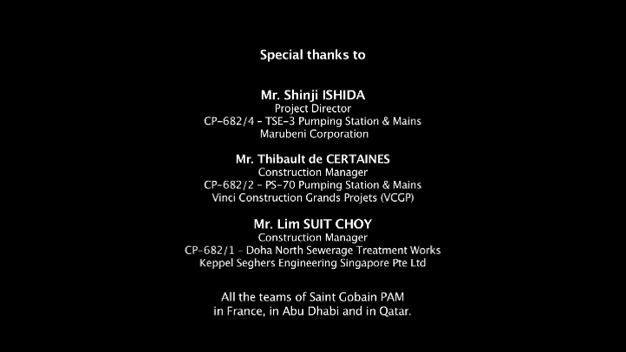 Special thanks to
Mr. Shinji ISHIDA
Project Director
CP-682/4 - TSE-3 Pumping Station & Mains
Marubeni Corporation
Mr. Thibault de CERTAINES
Construction Manager
CP-682/2 - PS-70 Pumping Station & Mains
Vinci Construction Grands Projets (VCGP)
Mr. Lim SUIT CHOY
Construction Manager
CP-682/1 - Doha North Sewerage Treatment Works
Keppel Seghers Engineering Singapore Pte Ltd
All the teams of Saint Gobain PAM
in France, in Abu Dhabi and in Qatar.